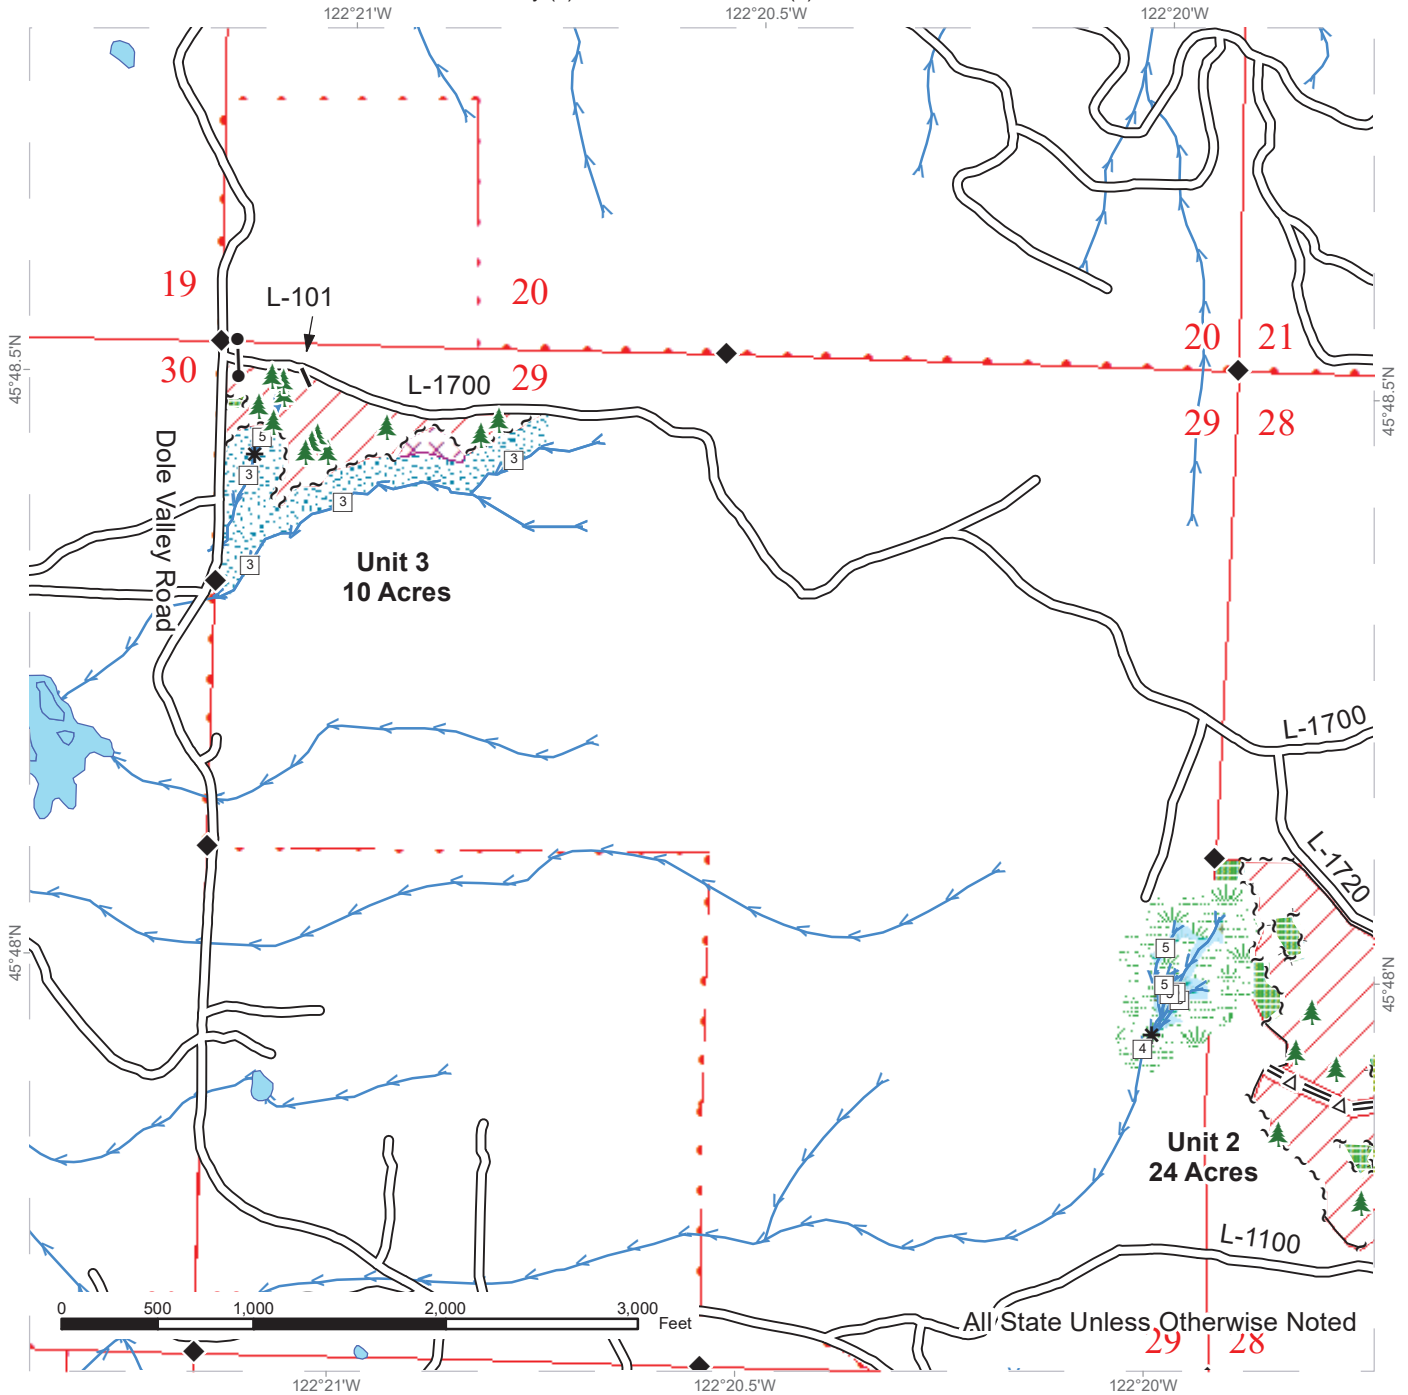 122°21'W
122°20.5'W
122°20'W
19
L-101
20
20
21
45°48.5'N
30
L-1700
29
29
28
45°48.5'N
Dole Valley Road
5
3
3
3
3
Unit 3
10 Acres
L-1700
L-1720
45°48'N
5
5
4
45°48'N
Unit 2
24 Acres
L-1100
0
500
1,000
2,000
3,000
Feet
All State Unless Otherwise Noted
29
28
122°21'W
122°20.5'W
122°20'W